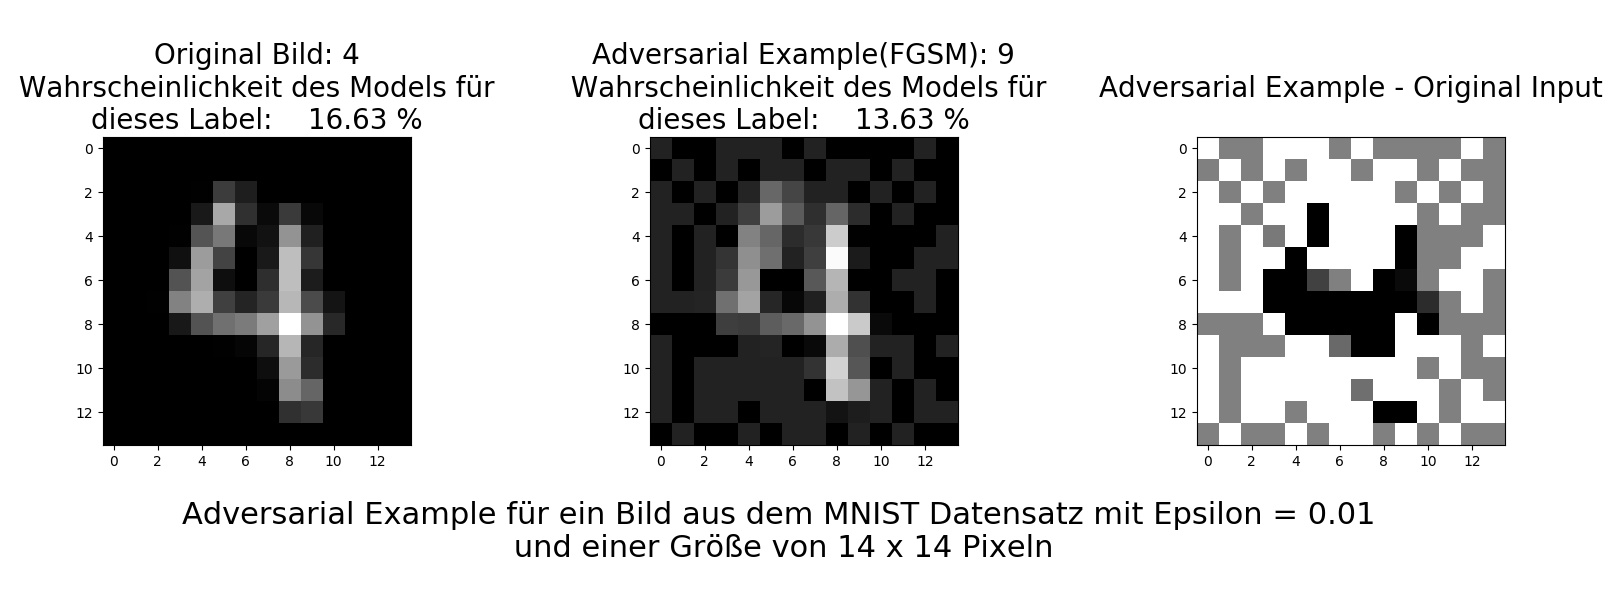 Original Bild: 4
Wahrscheinlichkeit des Models für
dieses Label: 16.63 %
0
2
4
6
8
10
12
0 2 4 6 8 10 12
Adversarial Example(FGSM): 9
Wahrscheinlichkeit des Models für
dieses Label: 13.63 %
0
2
4
6
8
10
12
0 2 4 6 8 10 12
Adversarial Example - Original Input
0
2
4
6
8
10
12
0 2 4 6 8 10 12
Adversarial Example für ein Bild aus dem MNIST Datensatz mit Epsilon = 0.01
und einer Größe von 14 x 14 Pixeln